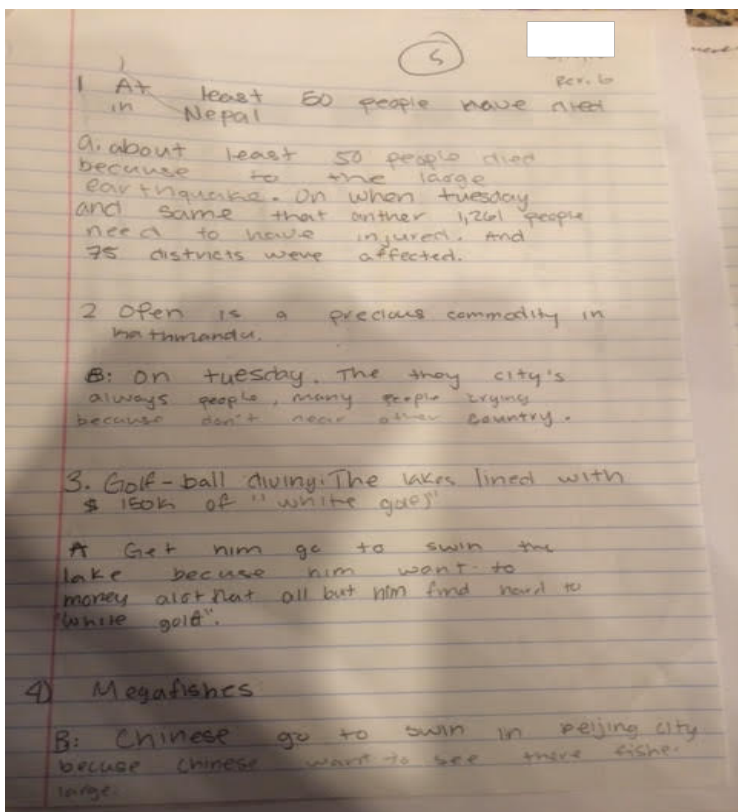 5
Per. 6
1 At least 50 people have died
in Nepal
a. about least 50 people died
because to the large
earthquake. On when tuesday
and same that anther 1,261 people
need to have injured. And
75 districts were affected.
2 Open is a precious commodity in
kathmandu.
B: on tuesday. The they city's
always people, many people crying
because don't near other country.
3. Golf-ball diving: The lakes lined with
$ 150k of "white gold"
A Get him go to swin the
lake becuse him want to
money alot that all but him find hard to
"white gold".
4) Megafishes
B: Chinese go to swin in beijing city
becuse chinese want to see there fishe.
large.